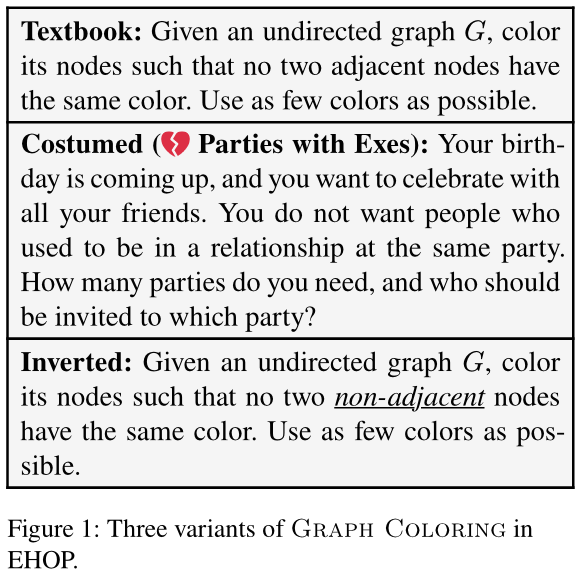 Textbook: Given an undirected graph G, color
its nodes such that no two adjacent nodes have
the same color. Use as few colors as possible.
Costumed (💔 Parties with Exes): Your birth-
day is coming up, and you want to celebrate with
all your friends. You do not want people who
used to be in a relationship at the same party.
How many parties do you need, and who should
be invited to which party?
Inverted: Given an undirected graph G, color
its nodes such that no two non-adjacent nodes
have the same color. Use as few colors as pos-
sible.
Figure 1: Three variants of GRAPH COLORING in
EHOP.